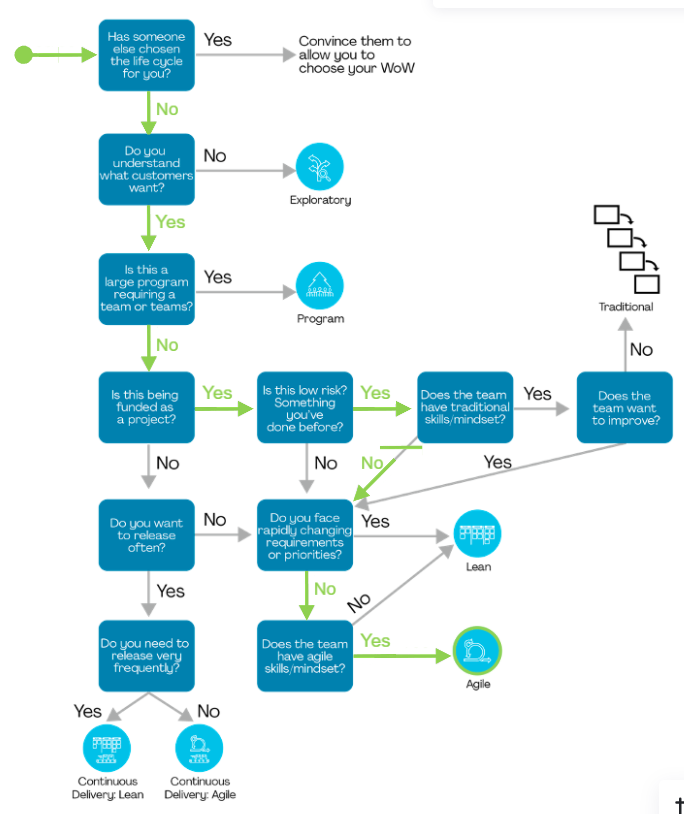 Has someone
else chosen
the life cycle
for you?
Yes
Convince them to
allow you to
choose your WoW
No
Do you
understand
what customers
want?
No
Exploratory
Yes
Is this a
large program
requiring a
team or teams?
Yes
Program
Traditional
No
No
Is this being
funded as
a project?
Yes
Is this low risk?
Something
you've
done before?
Yes
Does the team
have traditional
skills/mindset?
Yes
Does the
team want
to improve?
No
No
No
Yes
Do you want
to release
often?
No
Do you face
rapidly changing
requirements
or priorities?
Yes
Lean
Yes
No
No
Do you need to
release very
frequently?
Does the team
have agile
skills/mindset?
Yes
Agile
Yes
No
Continuous
Delivery: Lean
Continuous
Delivery: Agile